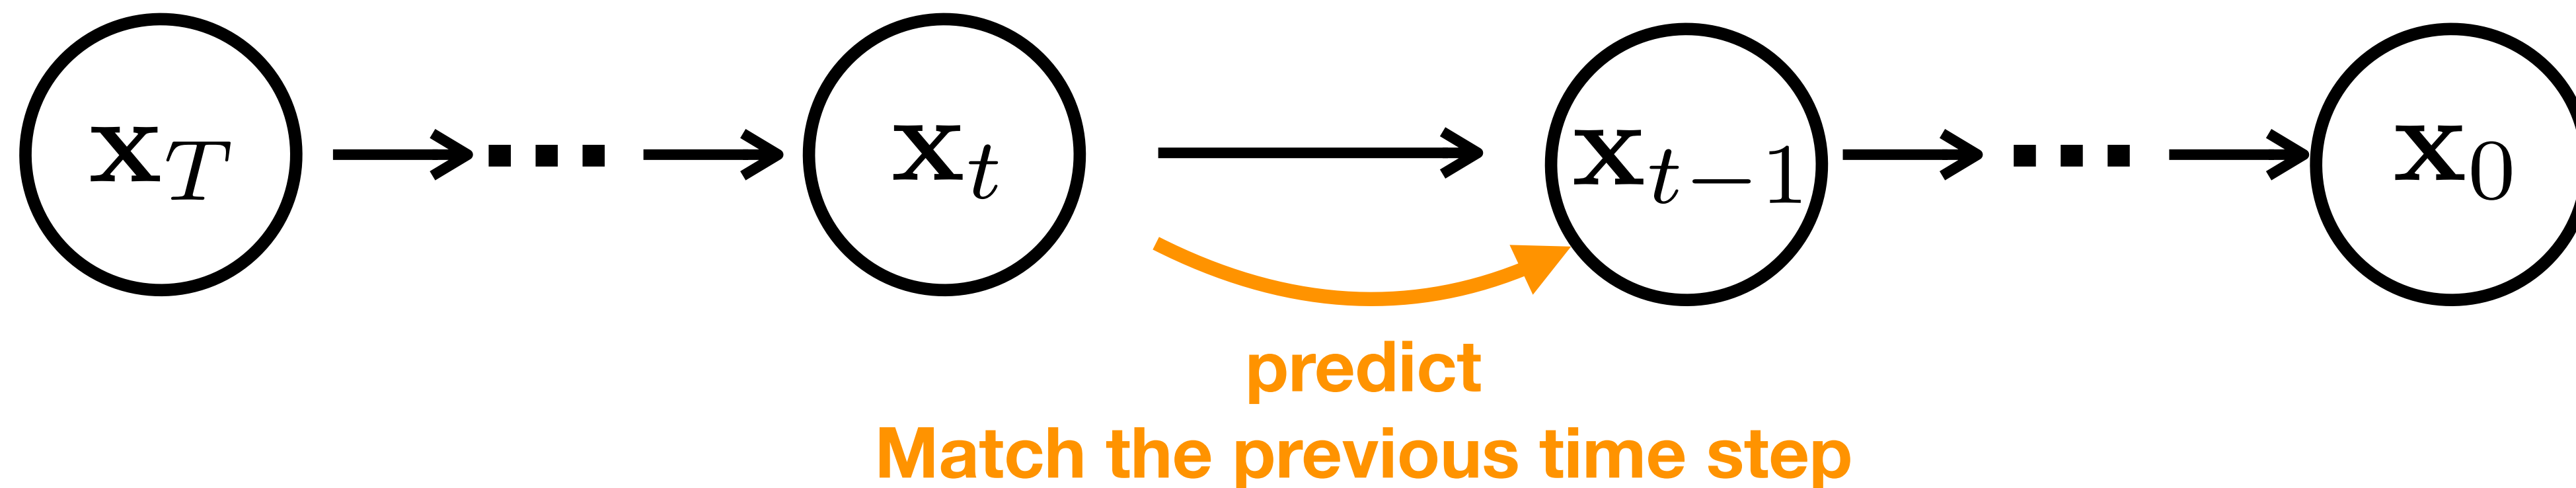 x_T → ··· → x_t → x_{t−1} → ··· → x_0
predict
Match the previous time step